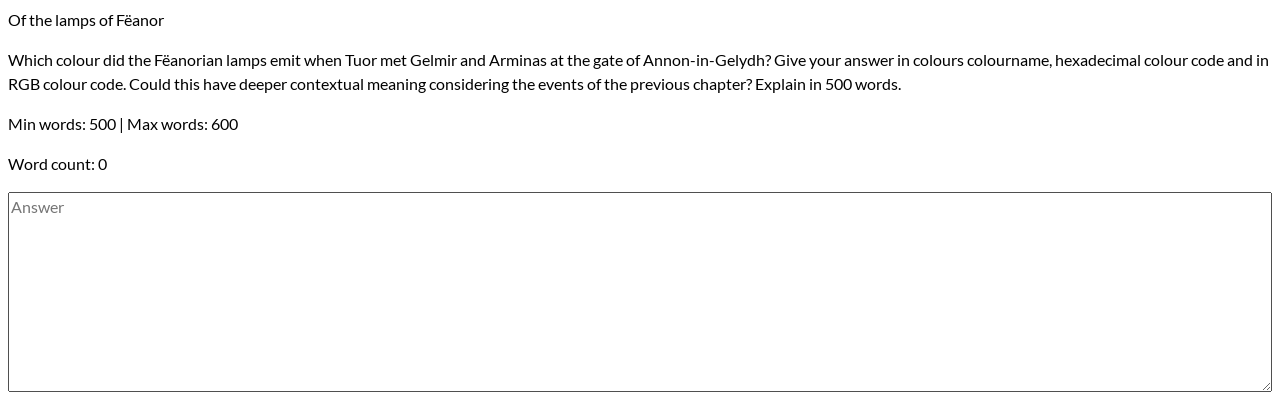 Of the lamps of Fëanor
Which colour did the Fëanorian lamps emit when Tuor met Gelmir and Arminas at the gate of Annon-in-Gelydh? Give your answer in colours colourname, hexadecimal colour code and in
RGB colour code. Could this have deeper contextual meaning considering the events of the previous chapter? Explain in 500 words.
Min words: 500 | Max words: 600
Word count: 0
Answer